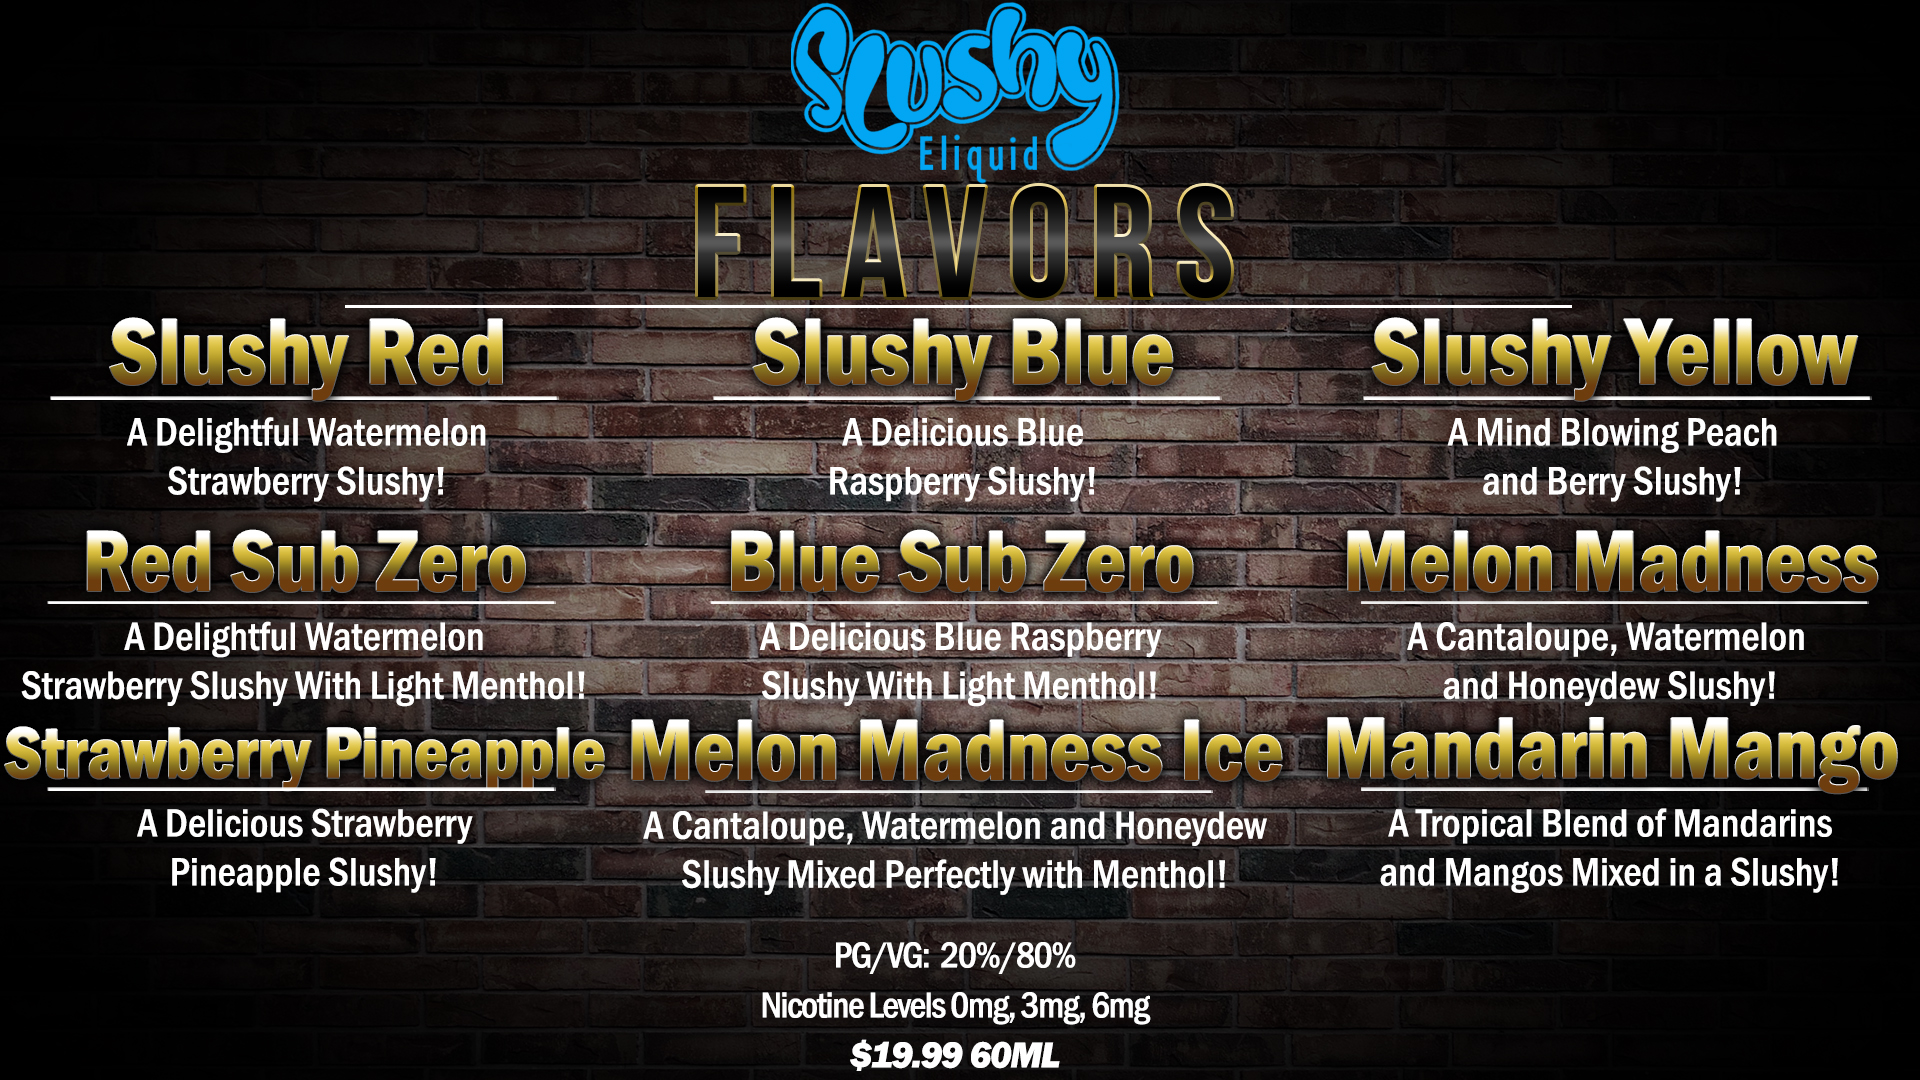 Slushy
Eliquid
FLAVORS
Slushy Red
A Delightful Watermelon
Strawberry Slushy!
Slushy Blue
A Delicious Blue
Raspberry Slushy!
Slushy Yellow
A Mind Blowing Peach
and Berry Slushy!
Red Sub Zero
A Delightful Watermelon
Strawberry Slushy With Light Menthol!
Blue Sub Zero
A Delicious Blue Raspberry
Slushy With Light Menthol!
Melon Madness
A Cantaloupe, Watermelon
and Honeydew Slushy!
Strawberry Pineapple
A Delicious Strawberry
Pineapple Slushy!
Melon Madness Ice
A Cantaloupe, Watermelon and Honeydew
Slushy Mixed Perfectly with Menthol!
Mandarin Mango
A Tropical Blend of Mandarins
and Mangos Mixed in a Slushy!
PG/VG: 20%/80%
Nicotine Levels 0mg, 3mg, 6mg
$19.99 60ML